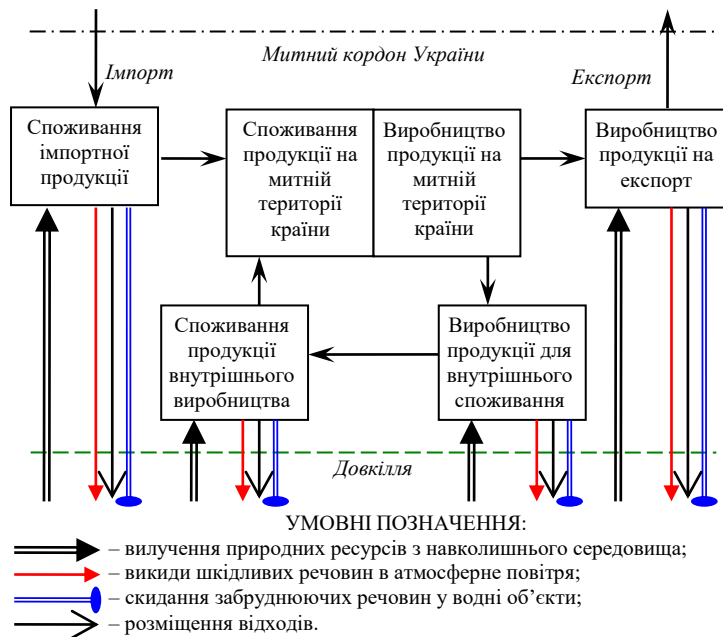 Митний кордон України
Імпорт
Експорт
Споживання
імпортної
продукції
Споживання
продукції на
митній
території
країни
Виробництво
продукції на
митній
території
країни
Виробництво
продукції на
експорт
Споживання
продукції
внутрішнього
виробництва
Виробництво
продукції для
внутрішнього
споживання
Довкілля
УМОВНІ ПОЗНАЧЕННЯ:
– вилучення природних ресурсів з навколишнього середовища;
– викиди шкідливих речовин в атмосферне повітря;
– скидання забруднюючих речовин у водні об’єкти;
– розміщення відходів.